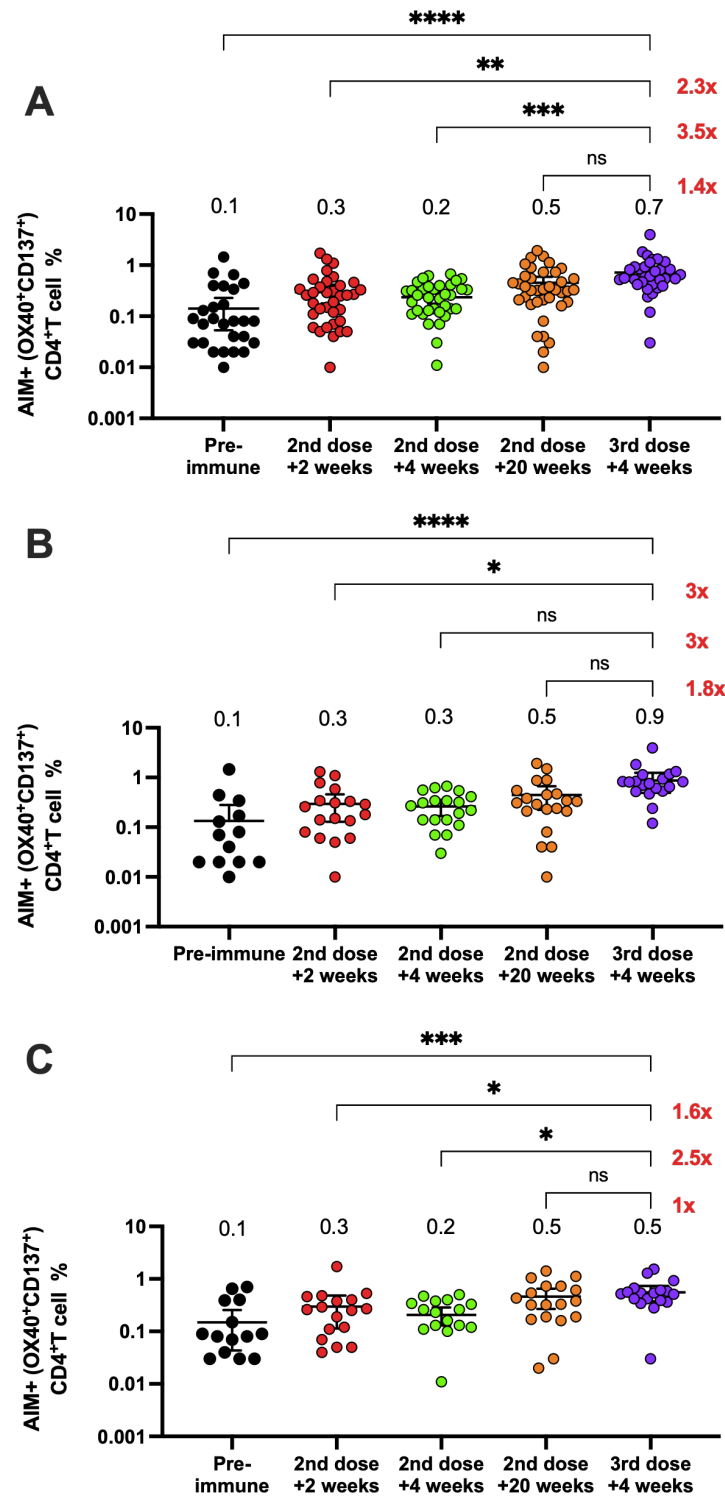 ****
**
A
2.3x
***
3.5x
ns
1.4x
0.1 0.3 0.2 0.5 0.7
AIM+ (OX40⁺CD137⁺)
CD4⁺T cell %
10
1
0.1
0.01
0.001
Pre-
immune
2nd dose
+2 weeks
2nd dose
+4 weeks
2nd dose
+20 weeks
3rd dose
+4 weeks
B
****
*
3x
ns
3x
ns
1.8x
0.1 0.3 0.3 0.5 0.9
AIM+ (OX40⁺CD137⁺)
CD4⁺T cell %
10
1
0.1
0.01
0.001
Pre-immune
2nd dose
+2 weeks
2nd dose
+4 weeks
2nd dose
+20 weeks
3rd dose
+4 weeks
C
***
*
1.6x
*
2.5x
ns
1x
0.1 0.3 0.2 0.5 0.5
AIM+ (OX40⁺CD137⁺)
CD4⁺T cell %
10
1
0.1
0.01
0.001
Pre-
immune
2nd dose
+2 weeks
2nd dose
+4 weeks
2nd dose
+20 weeks
3rd dose
+4 weeks